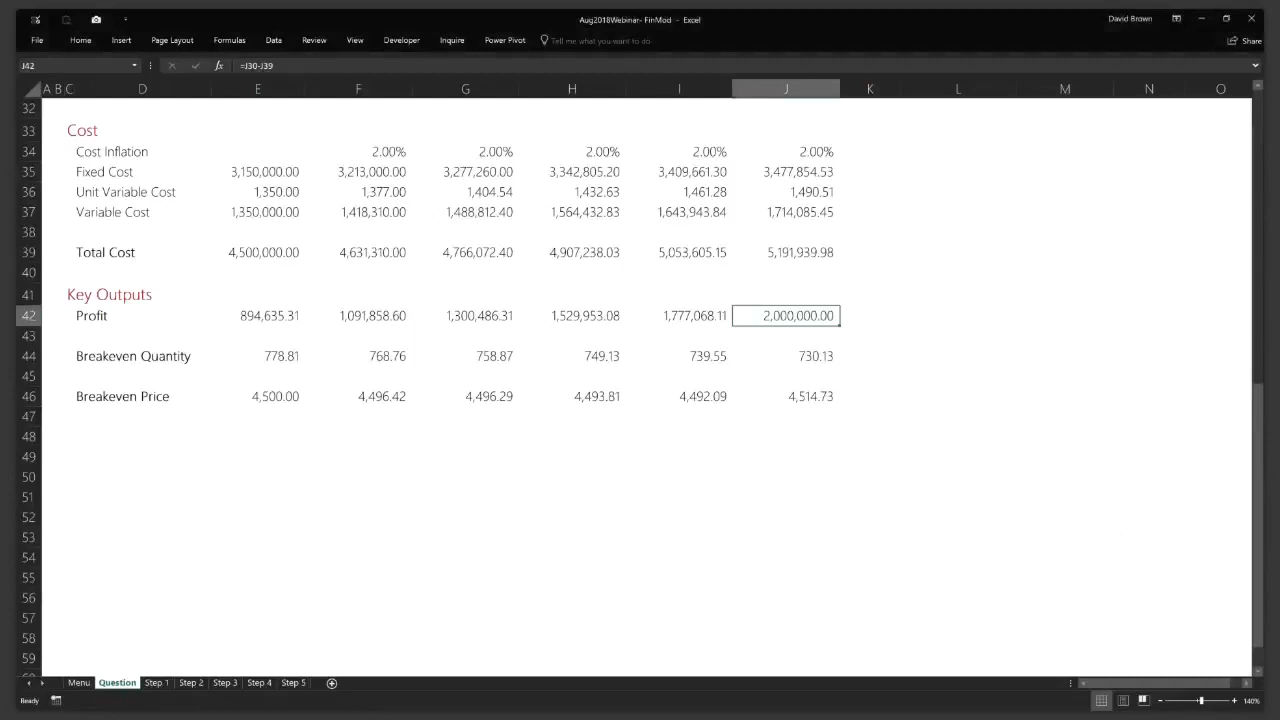 Aug2018Webinar- FinMod - Excel
David Brown
File Home Insert Page Layout Formulas Data Review View Developer Inquire Power Pivot Tell me what you want to do Share
J42 fx =J30-J39
A B C D E F G H I J K L M N O
32
33 Cost
34 Cost Inflation 2.00% 2.00% 2.00% 2.00% 2.00%
35 Fixed Cost 3,150,000.00 3,213,000.00 3,277,260.00 3,342,805.20 3,409,661.30 3,477,854.53
36 Unit Variable Cost 1,350.00 1,377.00 1,404.54 1,432.63 1,461.28 1,490.51
37 Variable Cost 1,350,000.00 1,418,310.00 1,488,812.40 1,564,432.83 1,643,943.84 1,714,085.45
38
39 Total Cost 4,500,000.00 4,631,310.00 4,766,072.40 4,907,238.03 5,053,605.15 5,191,939.98
40
41 Key Outputs
42 Profit 894,635.31 1,091,858.60 1,300,486.31 1,529,953.08 1,777,068.11 2,000,000.00
43
44 Breakeven Quantity 778.81 768.76 758.87 749.13 739.55 730.13
45
46 Breakeven Price 4,500.00 4,496.42 4,496.29 4,493.81 4,492.09 4,514.73
47
48
49
50
51
52
53
54
55
56
57
58
59
Menu Question Step 1 Step 2 Step 3 Step 4 Step 5
Ready 140%